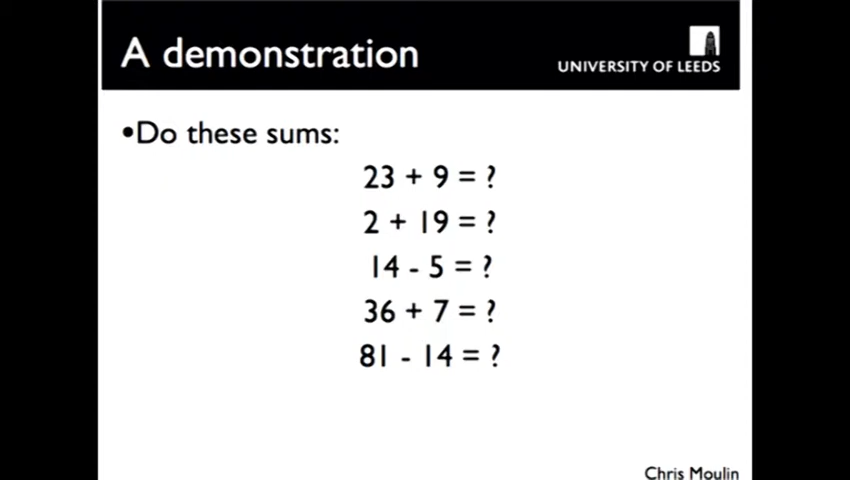 A demonstration
UNIVERSITY OF LEEDS
•Do these sums:
23 + 9 = ?
2 + 19 = ?
14 - 5 = ?
36 + 7 = ?
81 - 14 = ?
Chris Moulin